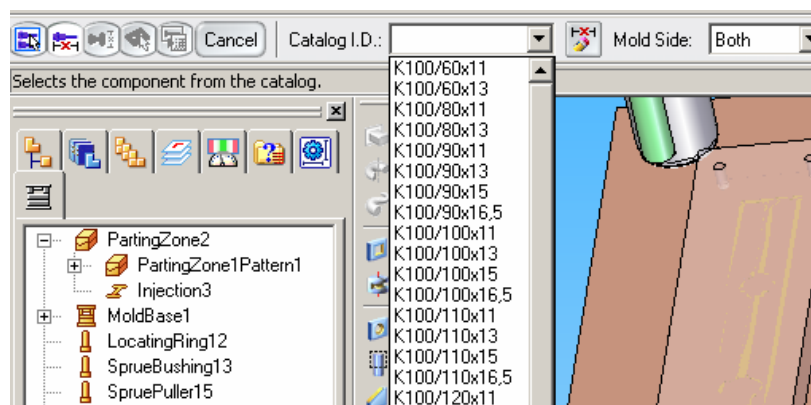 Cancel Catalog I.D.: Mold Side: Both
Selects the component from the catalog.
K100/60x11
K100/60x13
K100/80x11
K100/80x13
K100/90x11
K100/90x13
K100/90x15
K100/90x16,5
K100/100x11
K100/100x13
K100/100x15
K100/100x16,5
K100/110x11
K100/110x13
K100/110x15
K100/110x16,5
K100/120x11
PartingZone2
PartingZone1Pattern1
Injection3
MoldBase1
LocatingRing12
SprueBushing13
SpruePuller15